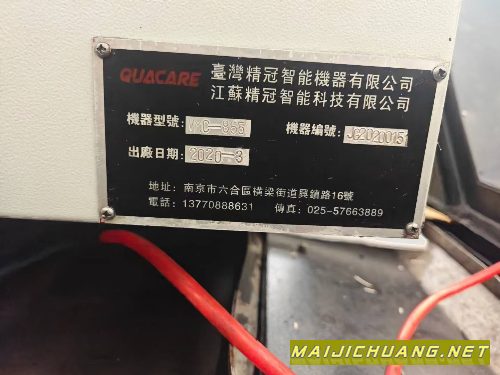 QUACARE
臺灣精冠智能機器有限公司
江蘇精冠智能科技有限公司
機器型號:
機器編號: JG2020015
出廠日期: 2020-3
地址: 南京市六合區橫梁街道興鎮路16號
電話: 13770888631 傳真: 025-57663889
MAIJICHUANG.NET